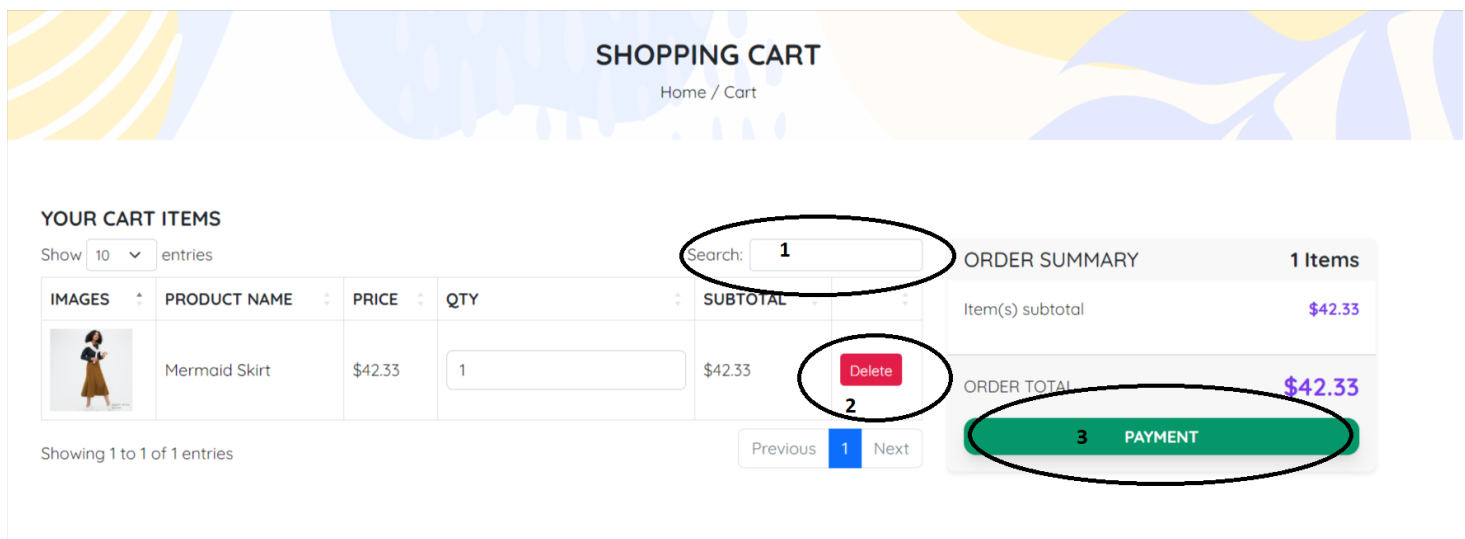 SHOPPING CART
Home / Cart
YOUR CART ITEMS
Show 10 entries
Search: 1
IMAGES PRODUCT NAME PRICE QTY SUBTOTAL
Mermaid Skirt $42.33 1 $42.33 Delete
2
Showing 1 to 1 of 1 entries
Previous 1 Next
ORDER SUMMARY 1 Items
Item(s) subtotal $42.33
ORDER TOTAL $42.33
3 PAYMENT